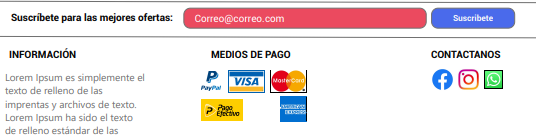 Suscríbete para las mejores ofertas:
Correo@correo.com
Suscríbete
INFORMACIÓN
MEDIOS DE PAGO
CONTACTANOS
Lorem Ipsum es simplemente el
texto de relleno de las
imprentas y archivos de texto.
Lorem Ipsum ha sido el texto
de relleno estándar de las
PayPal
VISA
MasterCard
Pago
Efectivo
AMERICAN
EXPRESS